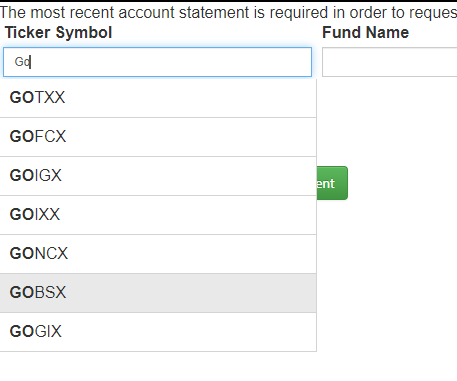 The most recent account statement is required in order to reques
Ticker Symbol Fund Name
Go
GOTXX
GOFCX
GOIGX
ent
GOIXX
GONCX
GOBSX
GOGIX